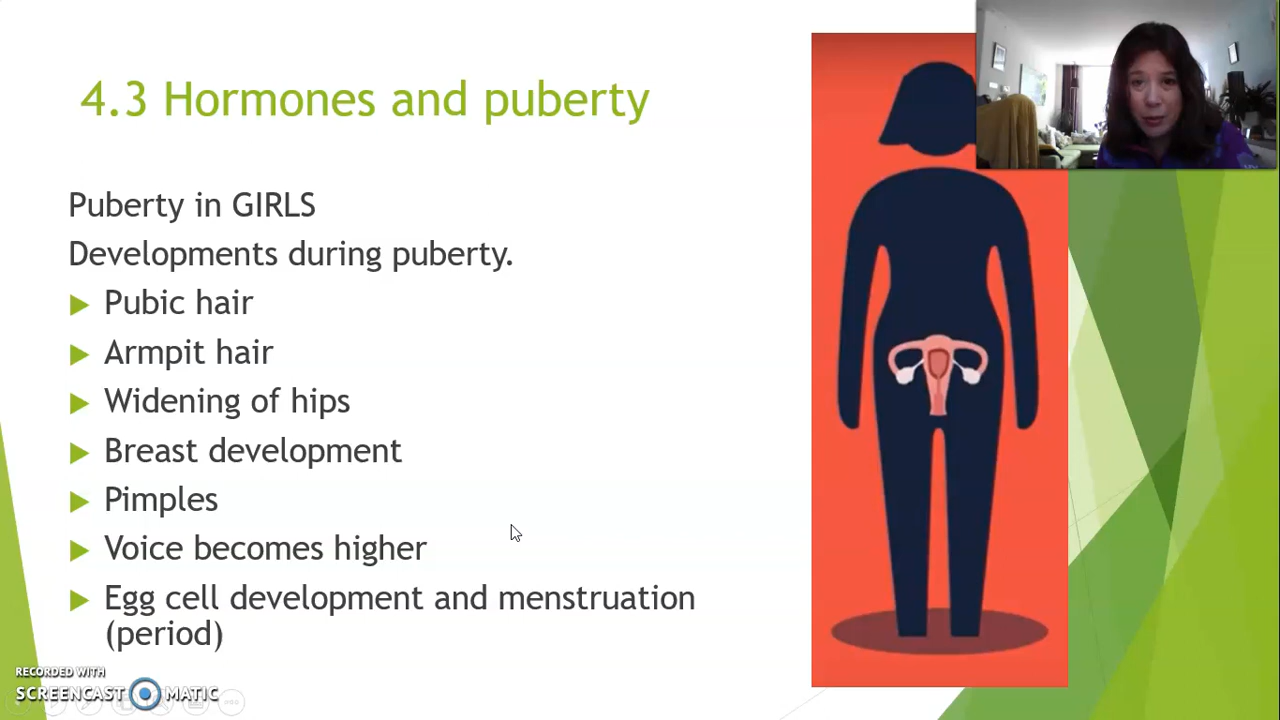 4.3 Hormones and puberty
Puberty in GIRLS
Developments during puberty.
Pubic hair
Armpit hair
Widening of hips
Breast development
Pimples
Voice becomes higher
Egg cell development and menstruation
(period)
RECORDED WITH
SCREENCAST MATIC